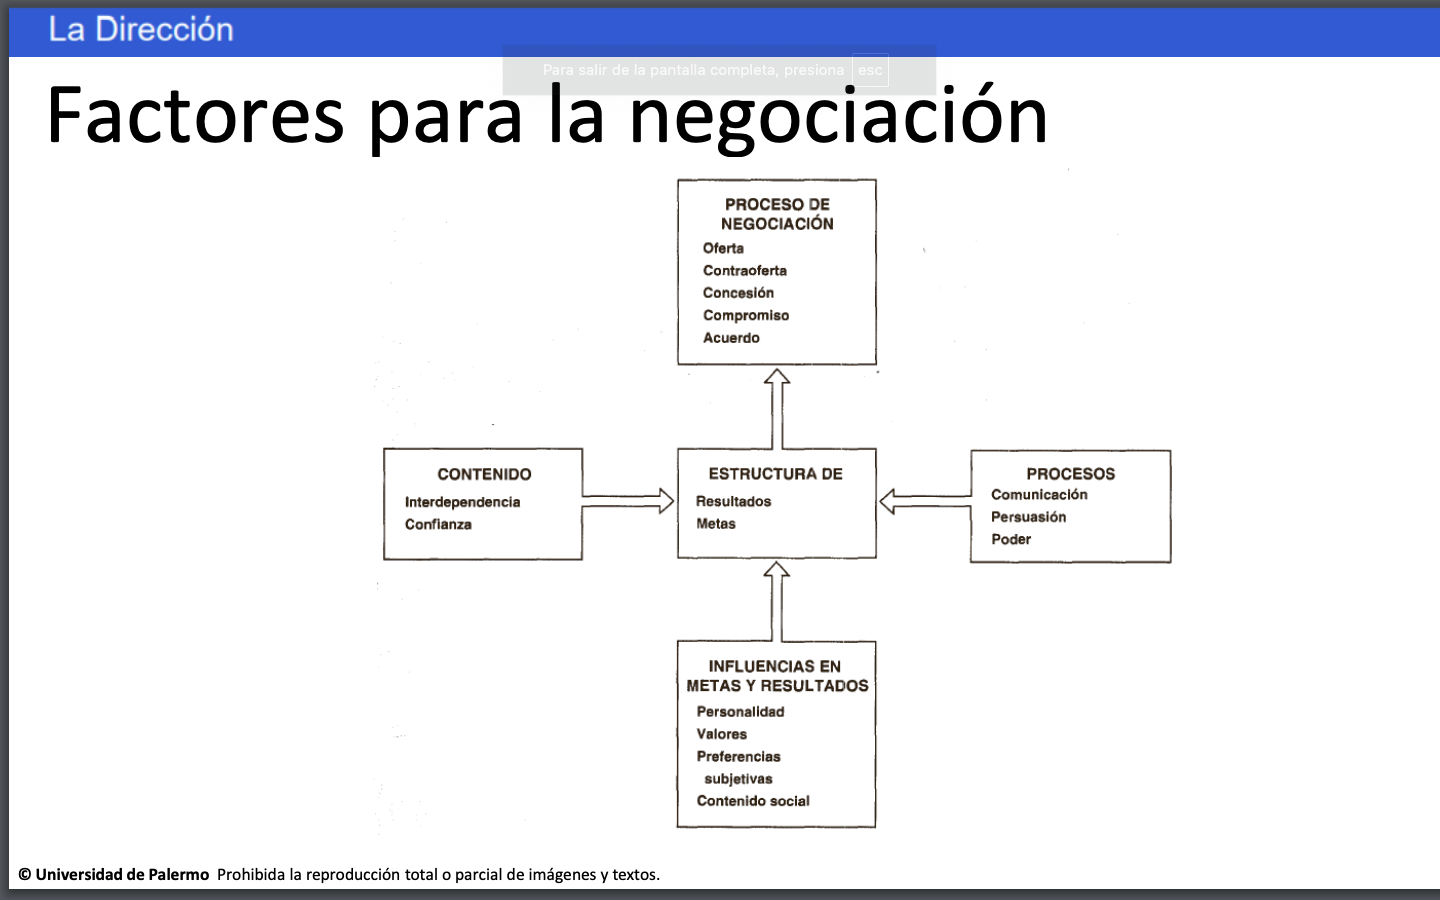 La Dirección
Para salir de la pantalla completa, presiona esc
Factores para la negociación
PROCESO DE
NEGOCIACIÓN
Oferta
Contraoferta
Concesión
Compromiso
Acuerdo
CONTENIDO
Interdependencia
Confianza
ESTRUCTURA DE
Resultados
Metas
PROCESOS
Comunicación
Persuasión
Poder
INFLUENCIAS EN
METAS Y RESULTADOS
Personalidad
Valores
Preferencias
subjetivas
Contenido social
© Universidad de Palermo Prohibida la reproducción total o parcial de imágenes y textos.